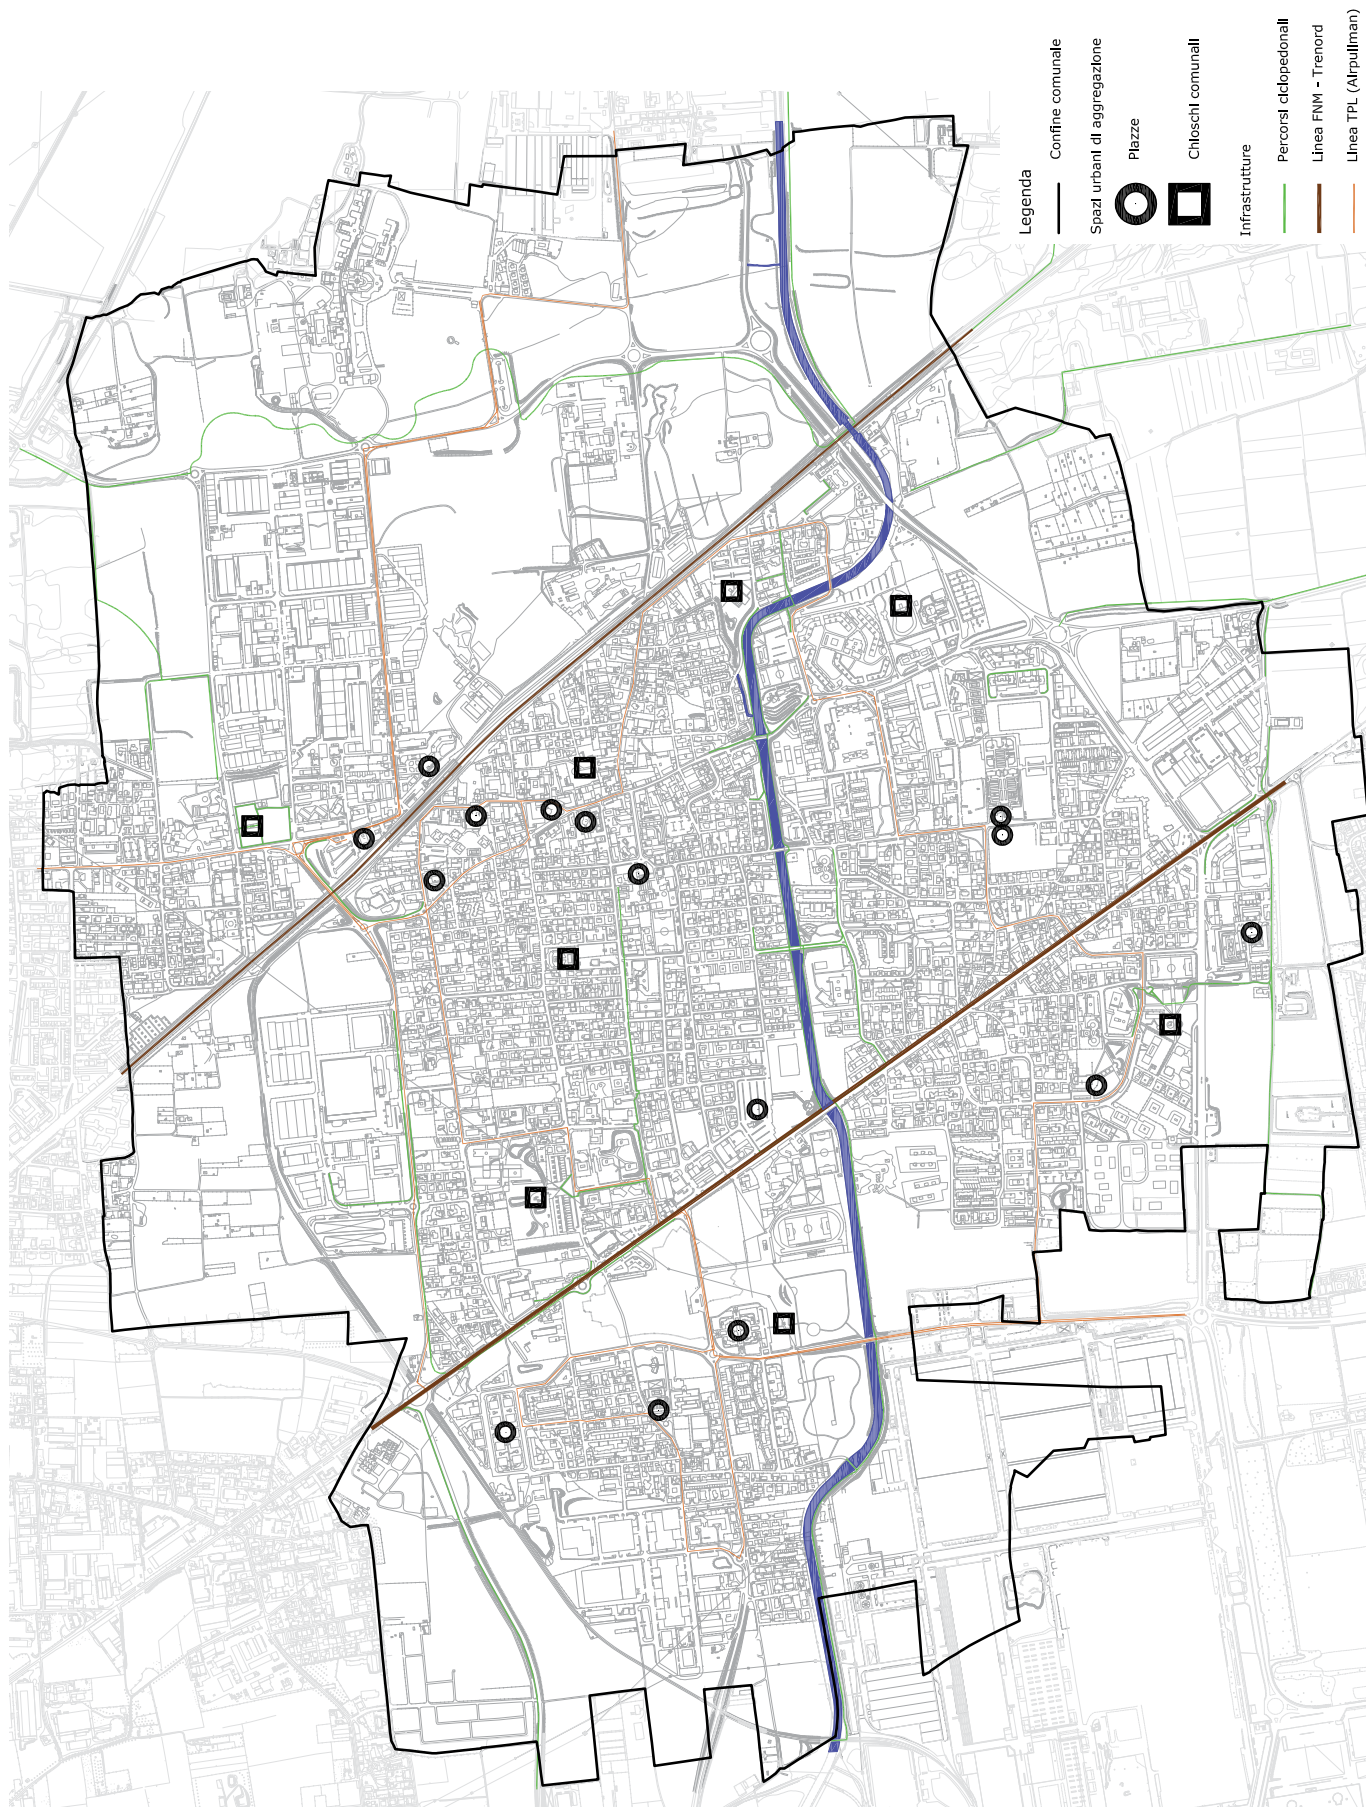 Legenda
Confine comunale
Spazi urbani di aggregazione
Piazze
Chioschi comunali
Infrastrutture
Percorsi ciclopedonali
Linea FNM - Trenord
Linea TPL (Airpullman)